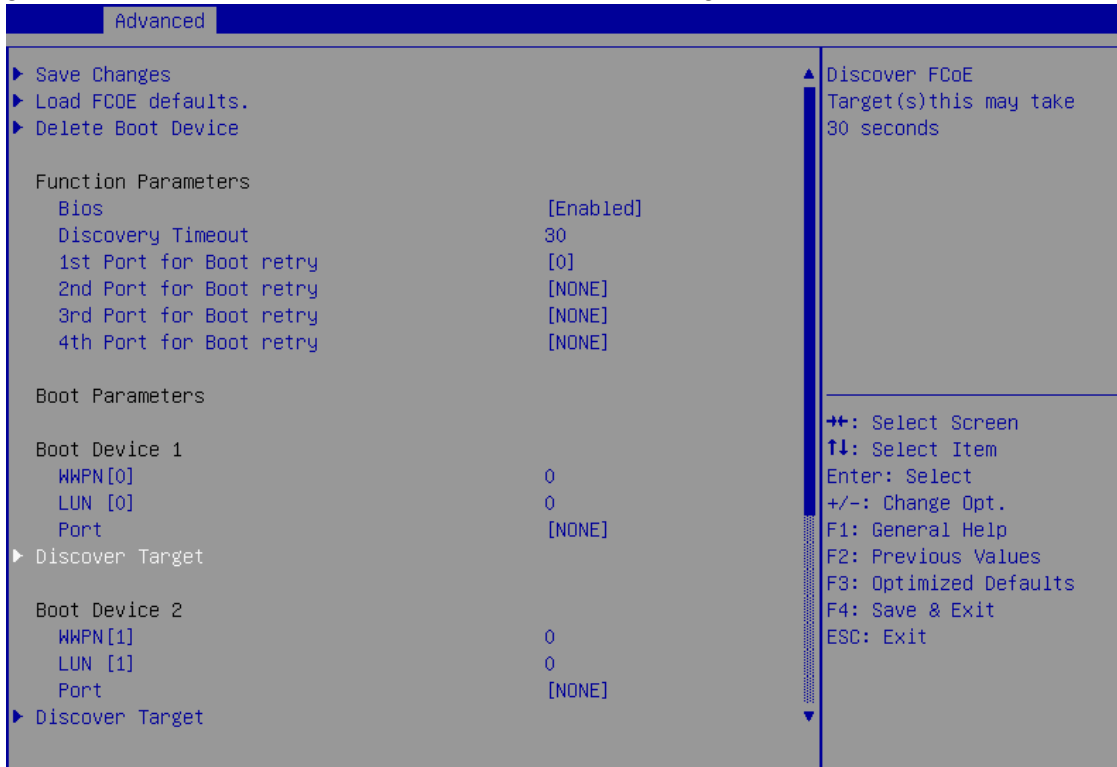 Advanced
Save Changes
Load FCOE defaults.
Delete Boot Device
Function Parameters
Bios [Enabled]
Discovery Timeout 30
1st Port for Boot retry [0]
2nd Port for Boot retry [NONE]
3rd Port for Boot retry [NONE]
4th Port for Boot retry [NONE]
Boot Parameters
Boot Device 1
WWPN[0] 0
LUN [0] 0
Port [NONE]
Discover Target
Boot Device 2
WWPN[1] 0
LUN [1] 0
Port [NONE]
Discover Target
Discover FCoE
Target(s)this may take
30 seconds
→←: Select Screen
↑↓: Select Item
Enter: Select
+/-: Change Opt.
F1: General Help
F2: Previous Values
F3: Optimized Defaults
F4: Save & Exit
ESC: Exit